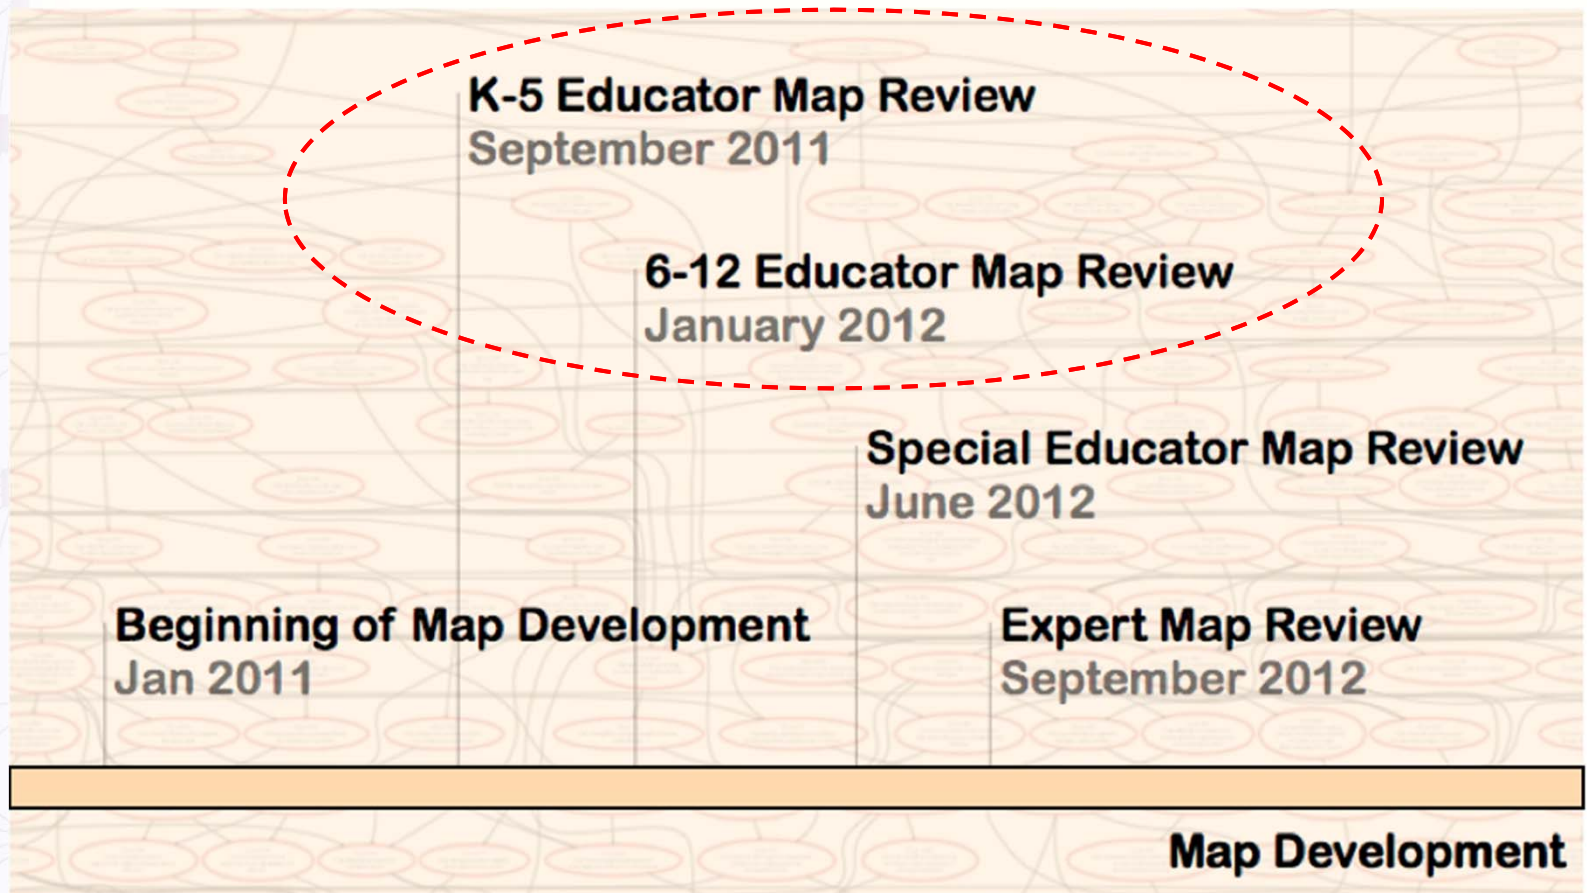 K-5 Educator Map Review
September 2011
6-12 Educator Map Review
January 2012
Special Educator Map Review
June 2012
Beginning of Map Development
Jan 2011
Expert Map Review
September 2012
Map Development